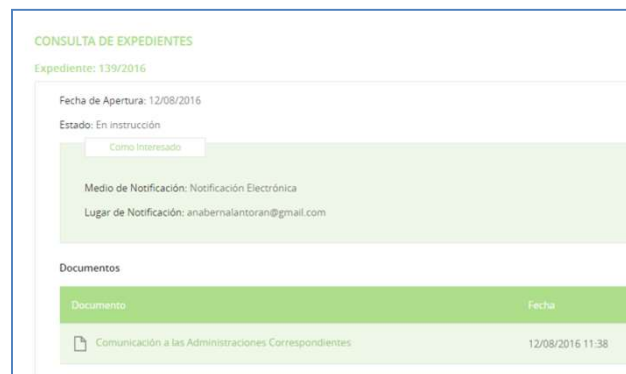 CONSULTA DE EXPEDIENTES
Expediente: 139/2016
Fecha de Apertura: 12/08/2016
Estado: En instrucción
Como Interesado
Medio de Notificación: Notificación Electrónica
Lugar de Notificación: anabernalantoran@gmail.com
Documentos
Documento Fecha
Comunicación a las Administraciones Correspondientes 12/08/2016 11:38